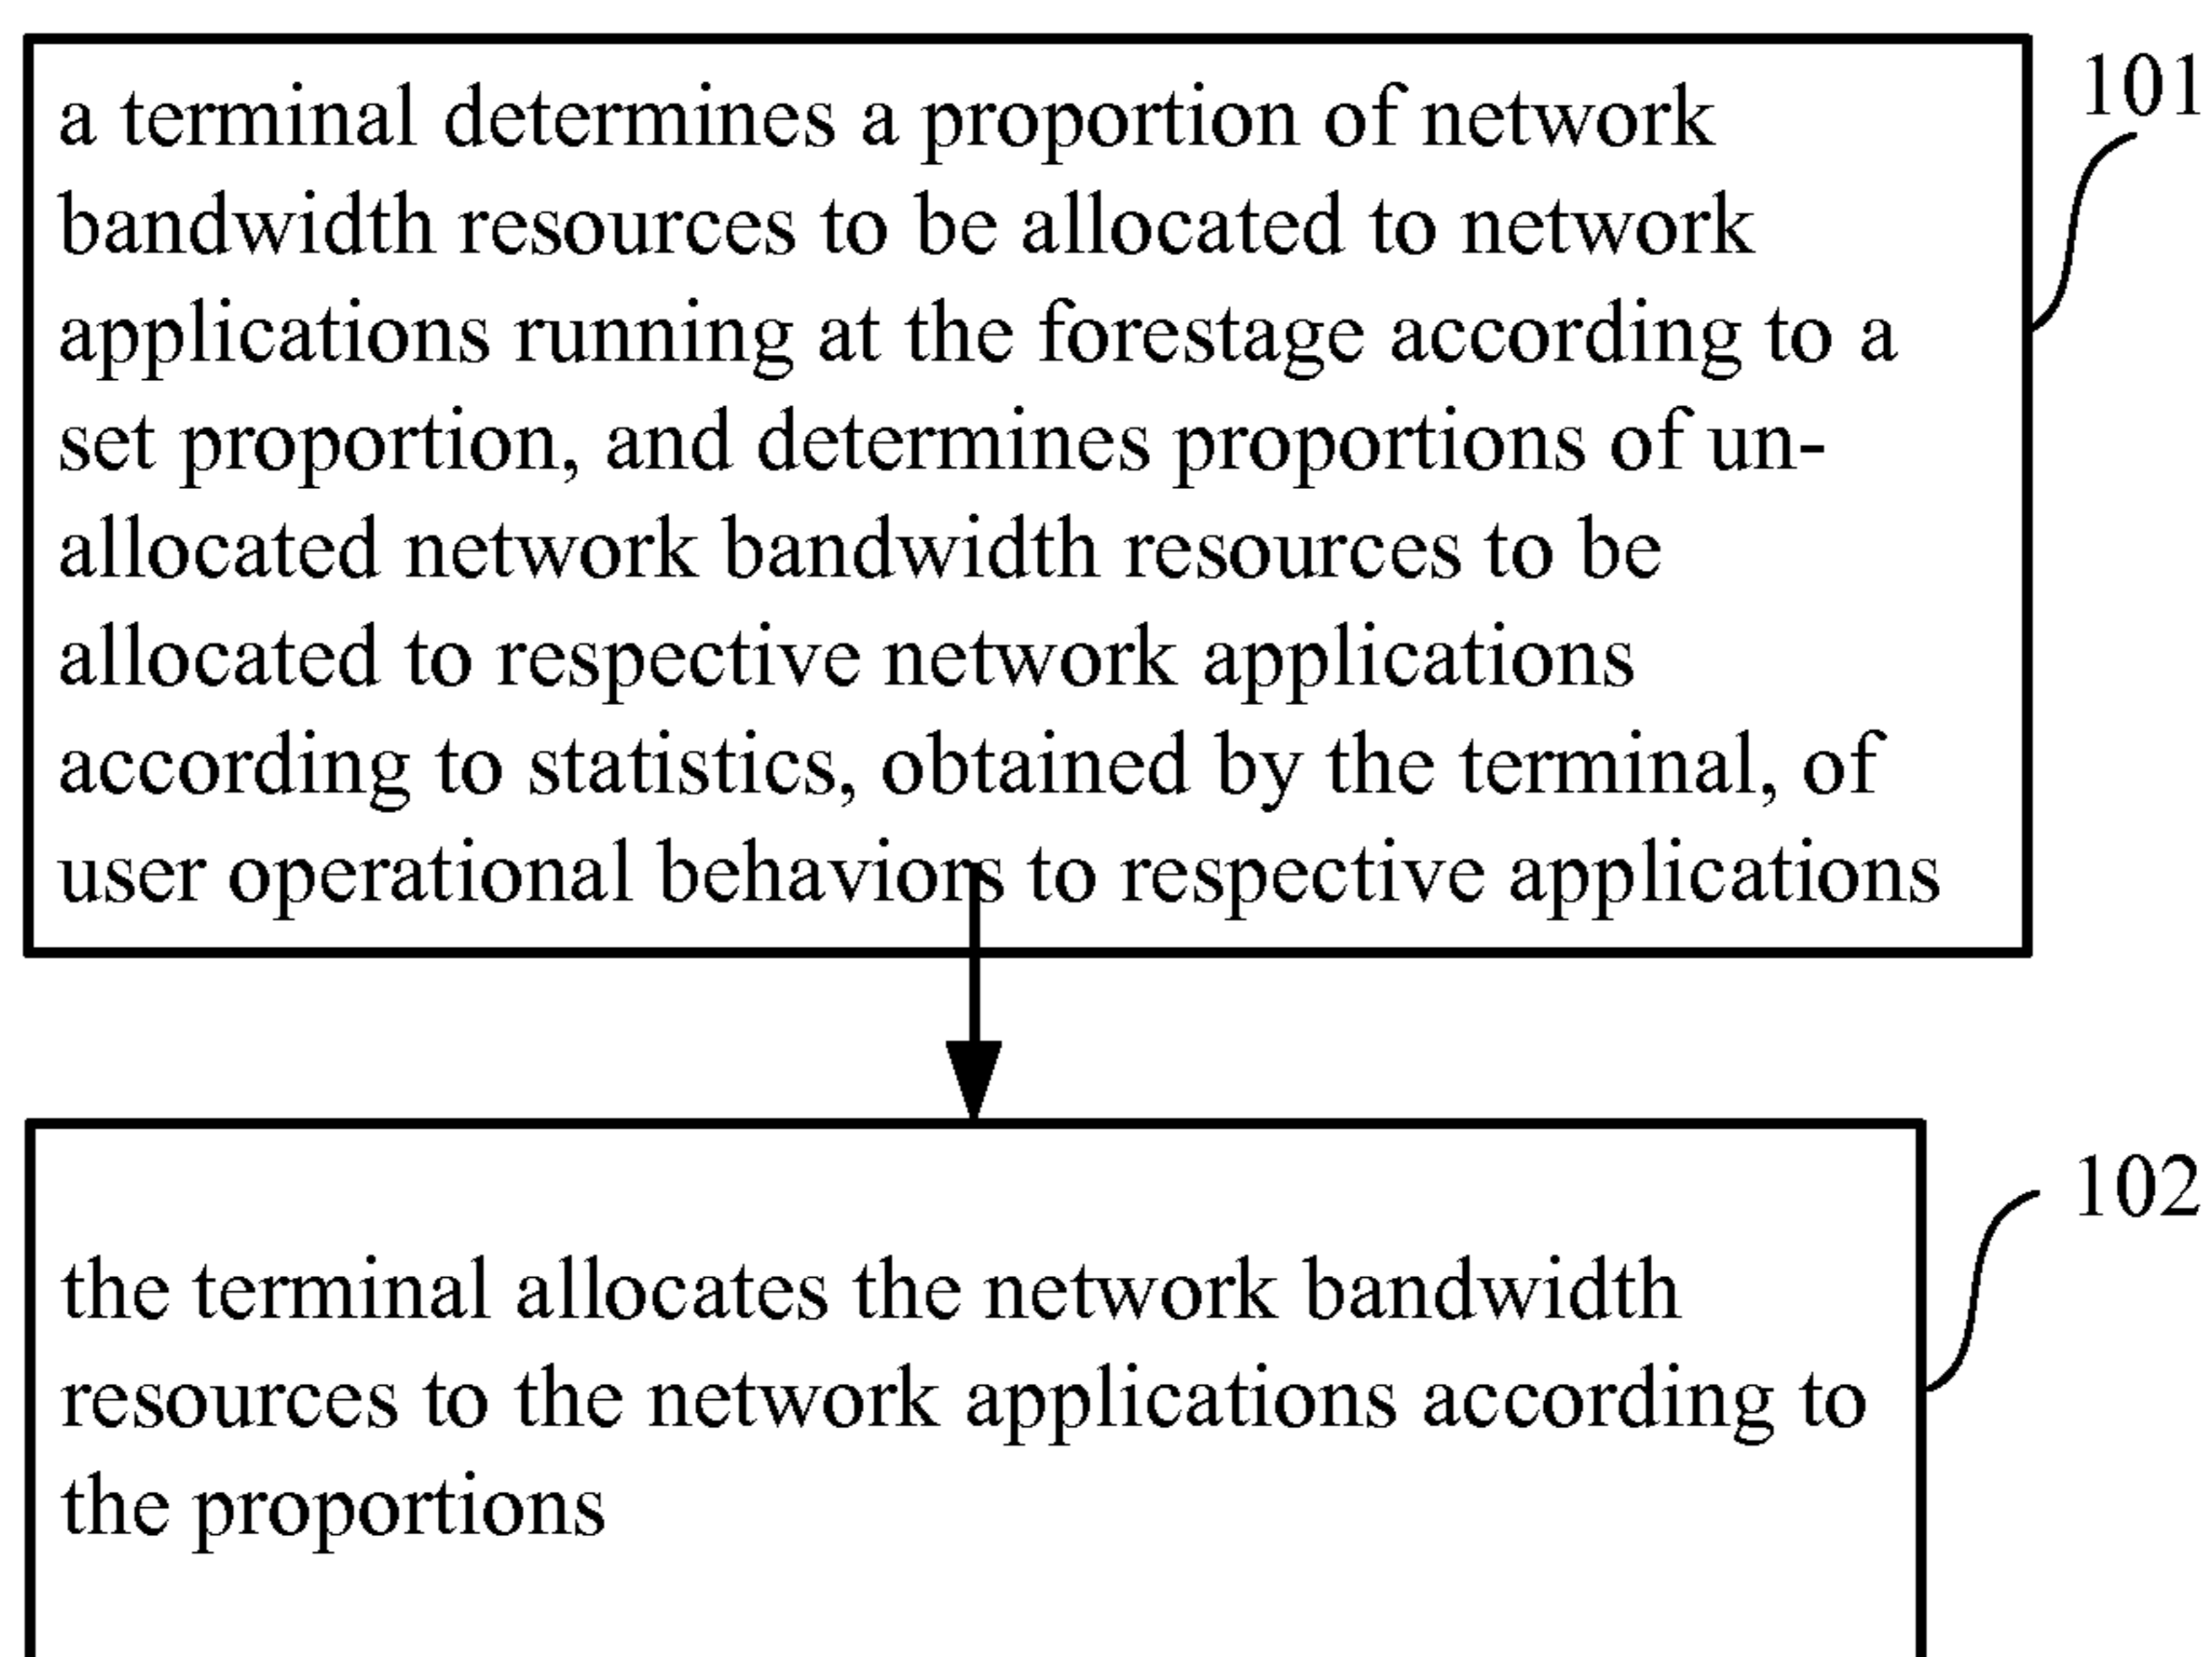 a terminal determines a proportion of network
bandwidth resources to be allocated to network
applications running at the forestage according to a
set proportion, and determines proportions of un-
allocated network bandwidth resources to be
allocated to respective network applications
according to statistics, obtained by the terminal, of
user operational behaviors to respective applications
101
the terminal allocates the network bandwidth
resources to the network applications according to
the proportions
102